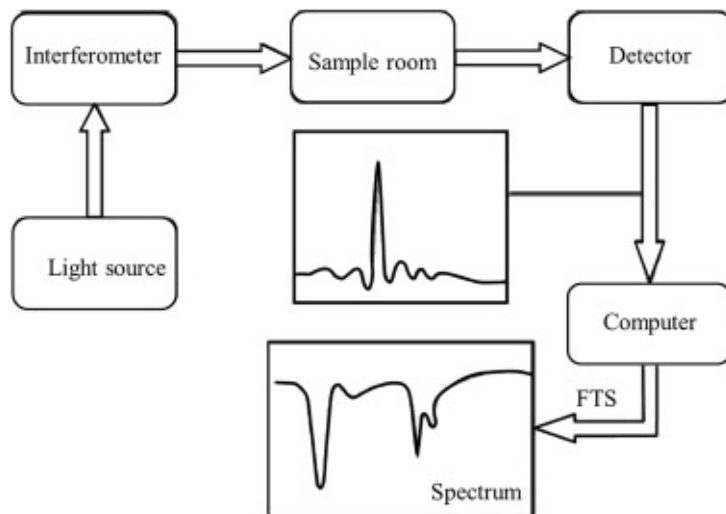 Interferometer
Sample room
Detector
Light source
Computer
FTS
Spectrum